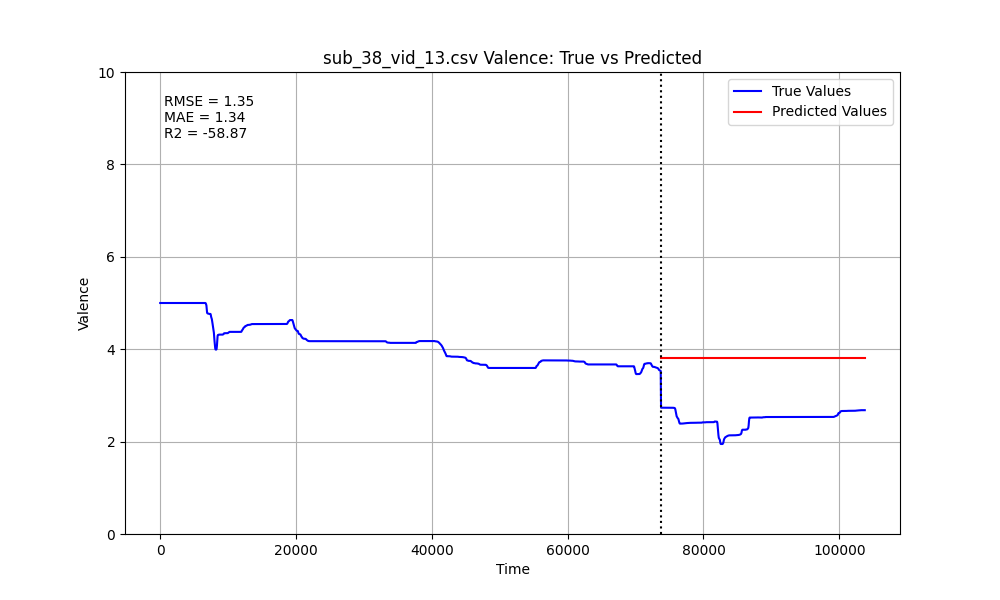 sub_38_vid_13.csv Valence: True vs Predicted
RMSE = 1.35
MAE = 1.34
R2 = -58.87
True Values
Predicted Values
Valence
10
8
6
4
2
0
0 20000 40000 60000 80000 100000
Time